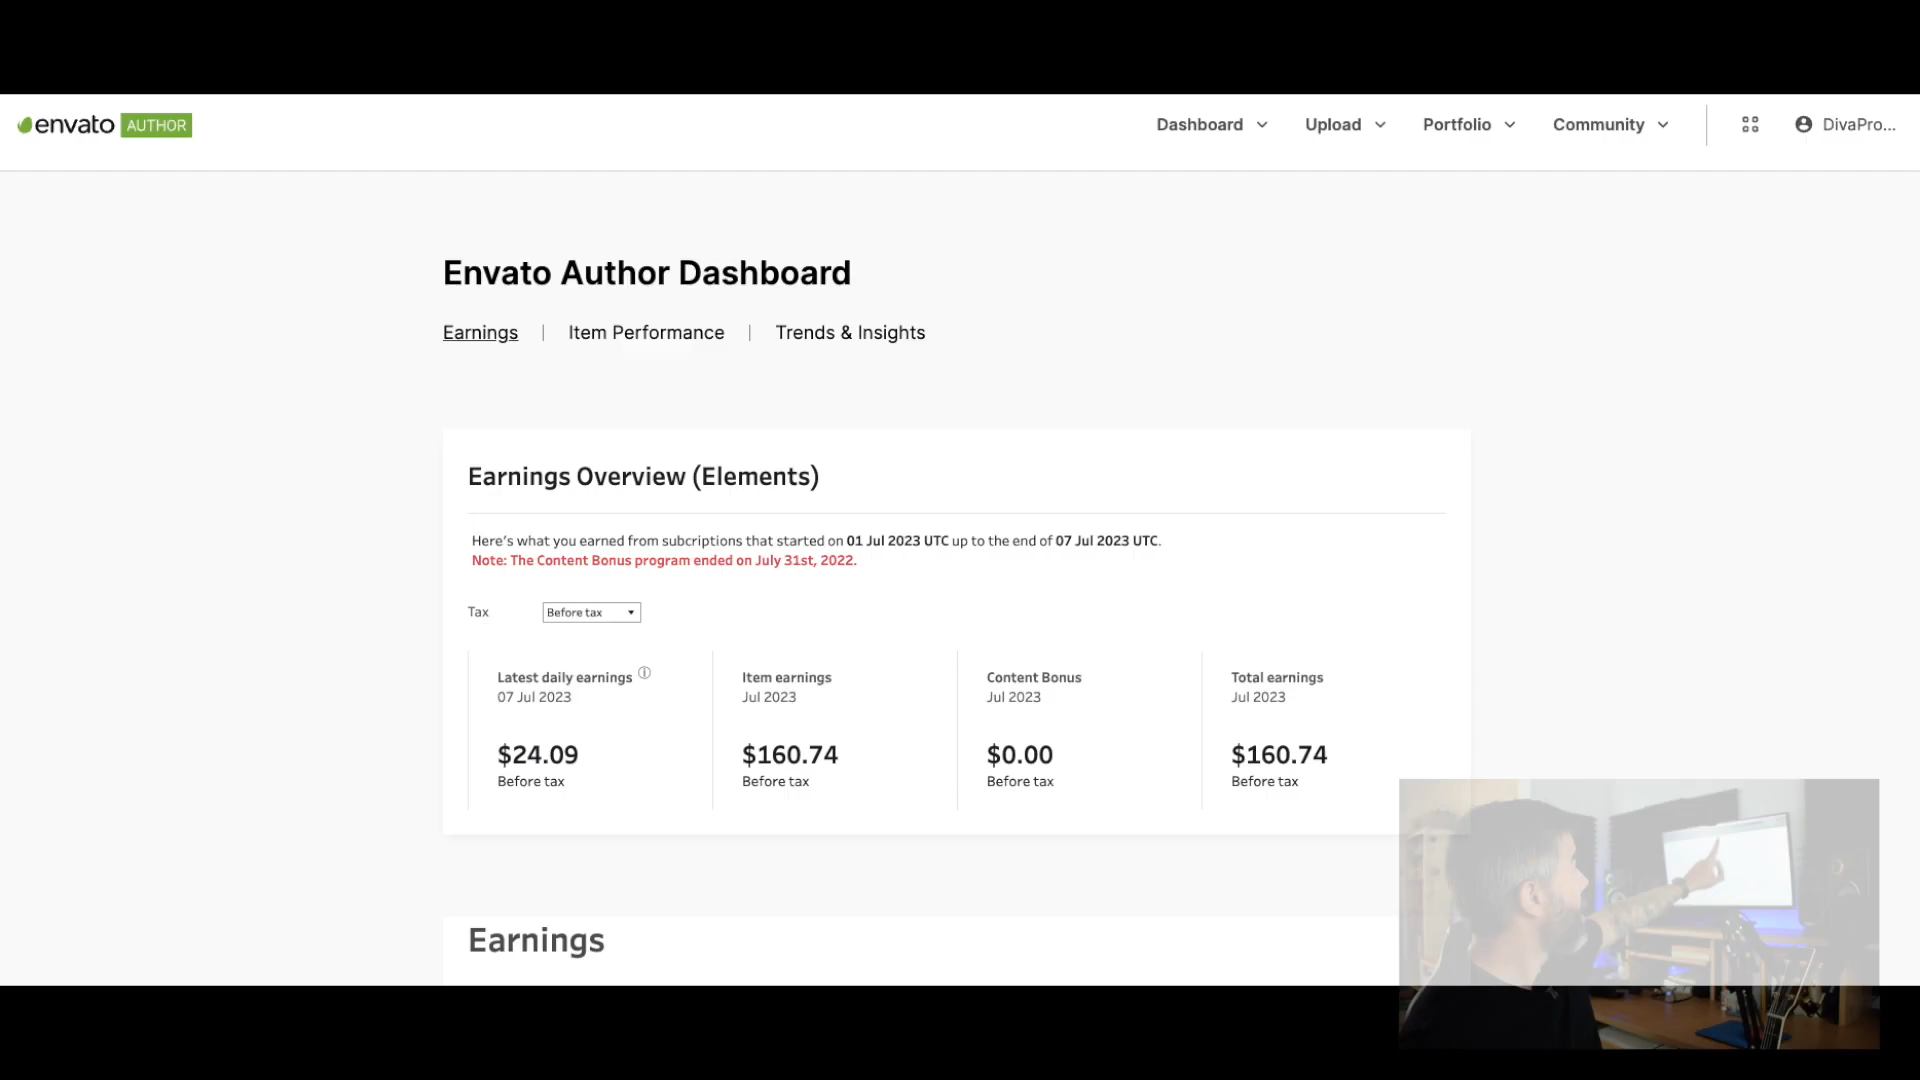 envato AUTHOR
Dashboard Upload Portfolio Community DivaPro...
Envato Author Dashboard
Earnings | Item Performance | Trends & Insights
Earnings Overview (Elements)
Here's what you earned from subcriptions that started on 01 Jul 2023 UTC up to the end of 07 Jul 2023 UTC.
Note: The Content Bonus program ended on July 31st, 2022.
Tax Before tax
Latest daily earnings
07 Jul 2023
$24.09
Before tax
Item earnings
Jul 2023
$160.74
Before tax
Content Bonus
Jul 2023
$0.00
Before tax
Total earnings
Jul 2023
$160.74
Before tax
Earnings